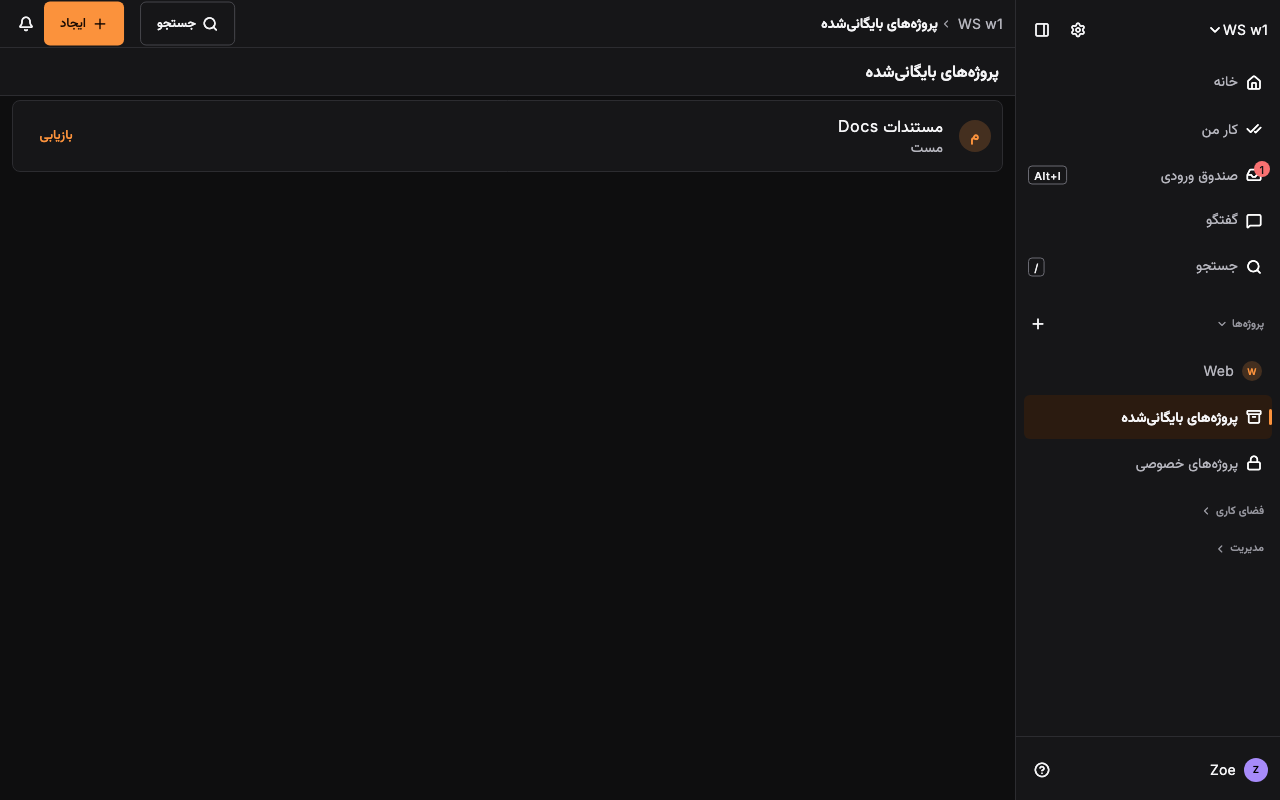 WS w1
خانه
کار من
صندوق ورودی
1
Alt+I
گفتگو
جستجو
/
پروژه‌ها
W
Web
پروژه‌های بایگانی‌شده
پروژه‌های خصوصی
فضای کاری
مدیریت
Z
Zoe
WS w1
پروژه‌های بایگانی‌شده
جستجو
ایجاد
پروژه‌های بایگانی‌شده
م
مستندات Docs
مست
بازیابی